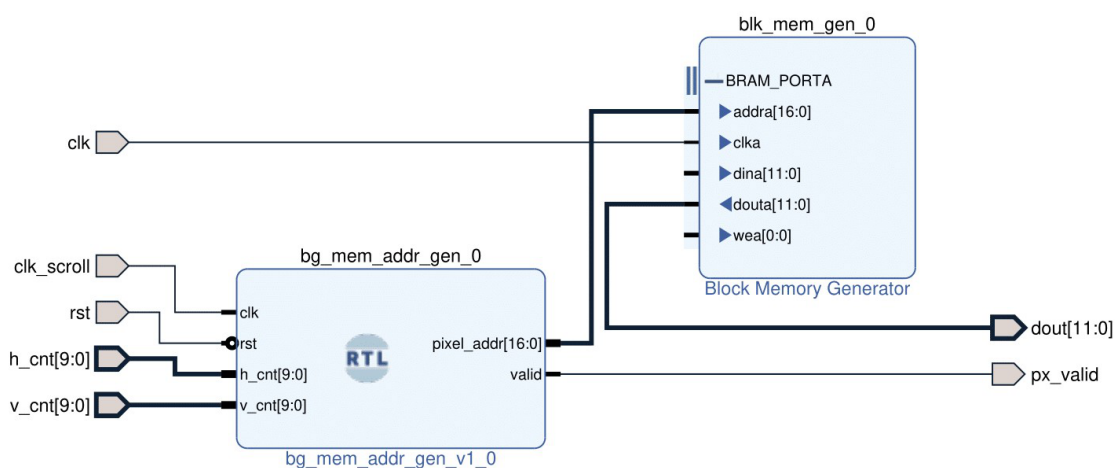 blk_mem_gen_0
BRAM_PORTA
addra[16:0]
clk
clka
dina[11:0]
douta[11:0]
wea[0:0]
Block Memory Generator
clk_scroll
rst
h_cnt[9:0]
v_cnt[9:0]
bg_mem_addr_gen_0
clk
rst
h_cnt[9:0]
v_cnt[9:0]
RTL
pixel_addr[16:0]
valid
bg_mem_addr_gen_v1_0
dout[11:0]
px_valid